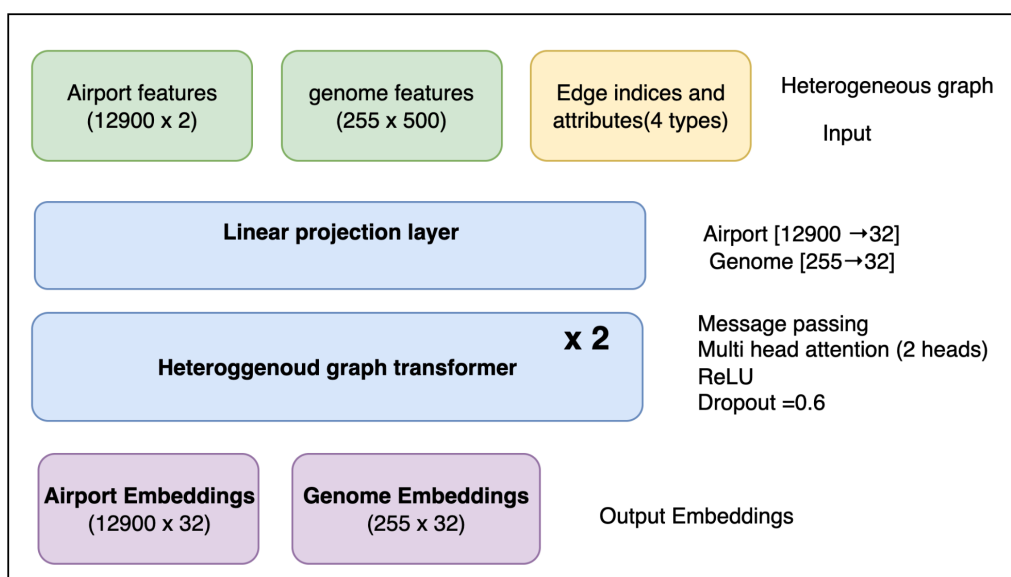 Airport features
(12900 x 2)
genome features
(255 x 500)
Edge indices and
attributes(4 types)
Heterogeneous graph
Input
Linear projection layer
Airport [12900 →32]
Genome [255→32]
x 2
Heteroggenoud graph transformer
Message passing
Multi head attention (2 heads)
ReLU
Dropout =0.6
Airport Embeddings
(12900 x 32)
Genome Embeddings
(255 x 32)
Output Embeddings